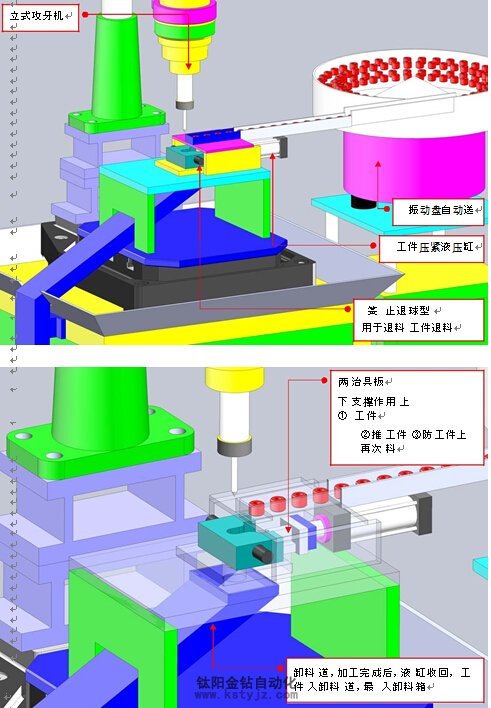 立式攻牙机
振动盘自动送
工件压紧液压缸
止退球型
用于退料 工件退料
两治具板
下支撑作用上
① 工件
②推工件 ③防工件上
再次料
卸料 道,加工完成后,液 缸收回, 工
件 入卸料 道,最 入卸料箱
钛阳金钻自动化
www.kstyjz.com